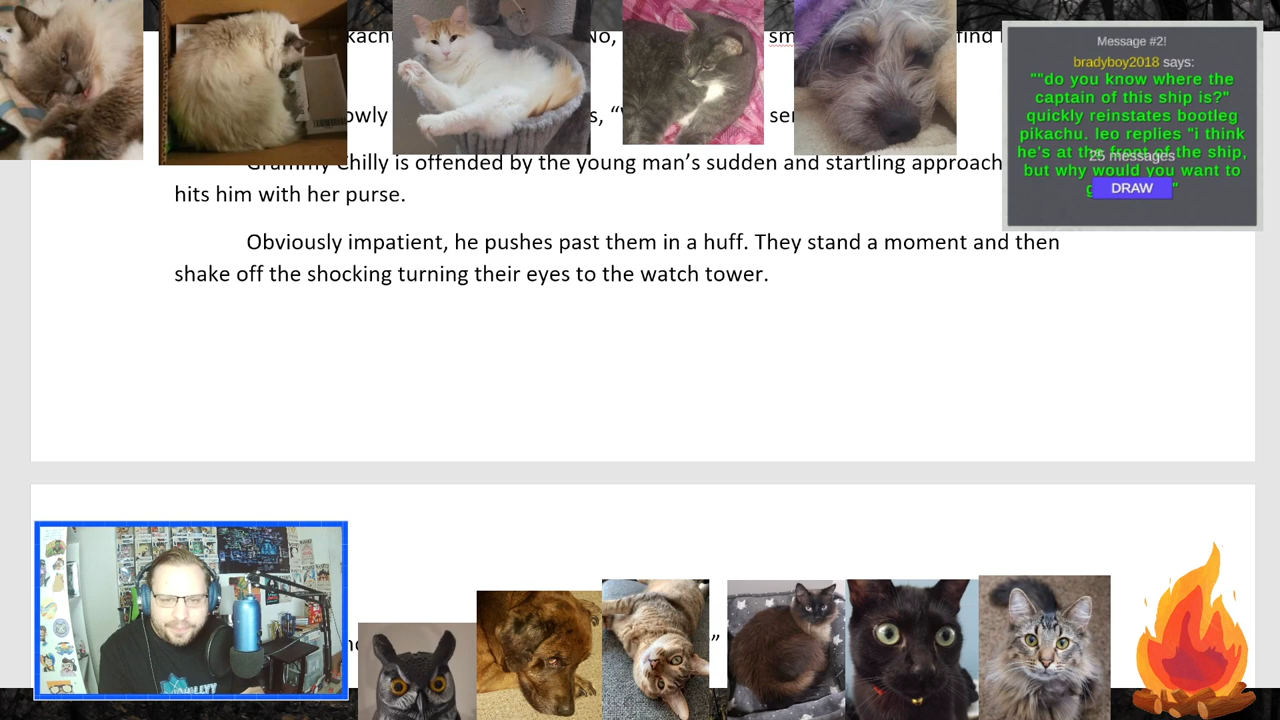 No,
find
owly
Grammy Chilly is offended by the young man's sudden and startling approach
hits him with her purse.
Obviously impatient, he pushes past them in a huff. They stand a moment and then
shake off the shocking turning their eyes to the watch tower.
Message #2!
bradyboy2018 says:
""do you know where the
captain of this ship is?"
quickly reinstates bootleg
pikachu. leo replies "i think
he's at the front of the ship,
25 messages
but why would you want to
DRAW